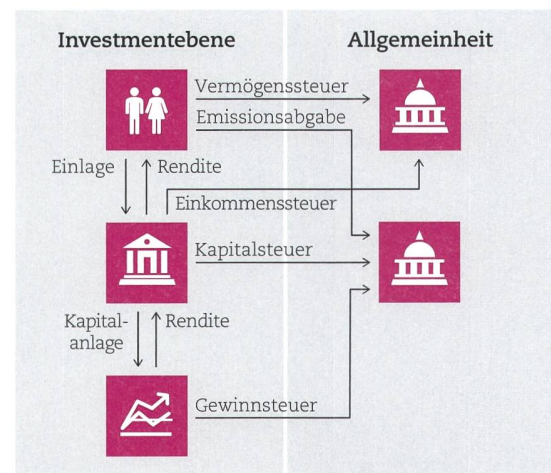 Investmentebene
Allgemeinheit
Vermögenssteuer
Emissionsabgabe
Einlage
Rendite
Einkommenssteuer
Kapitalsteuer
Kapital-
anlage
Rendite
Gewinnsteuer